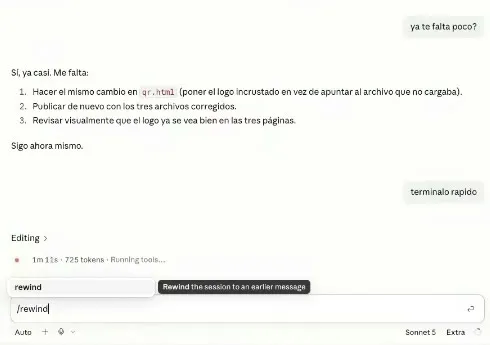 ya te falta poco?
Sí, ya casi. Me falta:
1. Hacer el mismo cambio en qr.html (poner el logo incrustado en vez de apuntar al archivo que no cargaba).
2. Publicar de nuevo con los tres archivos corregidos.
3. Revisar visualmente que el logo ya se vea bien en las tres páginas.
Sigo ahora mismo.
terminalo rapido
Editing >
1m 11s · 725 tokens · Running tools...
rewind
Rewind the session to an earlier message
/rewind
Auto
Sonnet 5 Extra